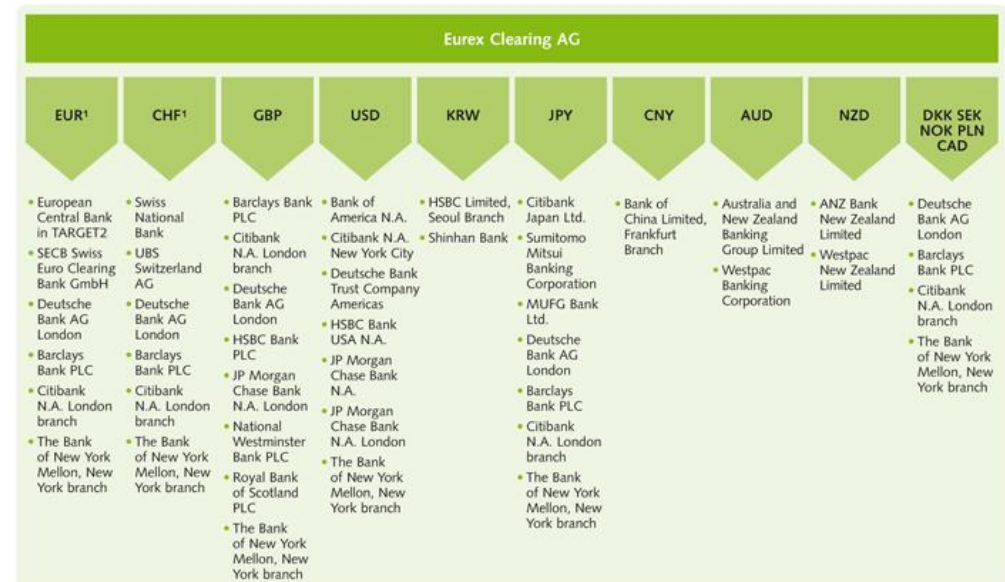 Eurex Clearing AG
EUR¹
• European
Central Bank
in TARGET2
• SECB Swiss
Euro Clearing
Bank GmbH
• Deutsche
Bank AG
London
• Barclays
Bank PLC
• Citibank
N.A. London
branch
• The Bank
of New York
Mellon, New
York branch
CHF¹
• Swiss
National
Bank
• UBS
Switzerland
AG
• Deutsche
Bank AG
London
• Barclays
Bank PLC
• Citibank
N.A. London
branch
• The Bank
of New York
Mellon, New
York branch
GBP
• Barclays Bank
PLC
• Citibank
N.A. London
branch
• Deutsche
Bank AG
London
• HSBC Bank
PLC
• JP Morgan
Chase Bank
N.A. London
• National
Westminster
Bank PLC
• Royal Bank
of Scotland
PLC
• The Bank
of New York
Mellon, New
York branch
USD
• Bank of
America N.A.
• Citibank N.A.
New York City
• Deutsche Bank
Trust Company
Americas
• HSBC Bank
USA N.A.
• JP Morgan
Chase Bank
N.A.
• JP Morgan
Chase Bank
N.A. London
• The Bank
of New York
Mellon, New
York branch
KRW
• HSBC Limited,
Seoul Branch
• Shinhan Bank
JPY
• Citibank
Japan Ltd.
• Sumitomo
Mitsui
Banking
Corporation
• MUFG Bank
Ltd.
• Deutsche
Bank AG
London
• Barclays
Bank PLC
• Citibank
N.A. London
branch
• The Bank
of New York
Mellon, New
York branch
CNY
• Bank of
China Limited,
Frankfurt
Branch
AUD
• Australia and
New Zealand
Banking
Group Limited
• Westpac
Banking
Corporation
NZD
• ANZ Bank
New Zealand
Limited
• Westpac
New Zealand
Limited
DKK SEK
NOK PLN
CAD
• Deutsche
Bank AG
London
• Barclays
Bank PLC
• Citibank
N.A. London
branch
• The Bank
of New York
Mellon, New
York branch